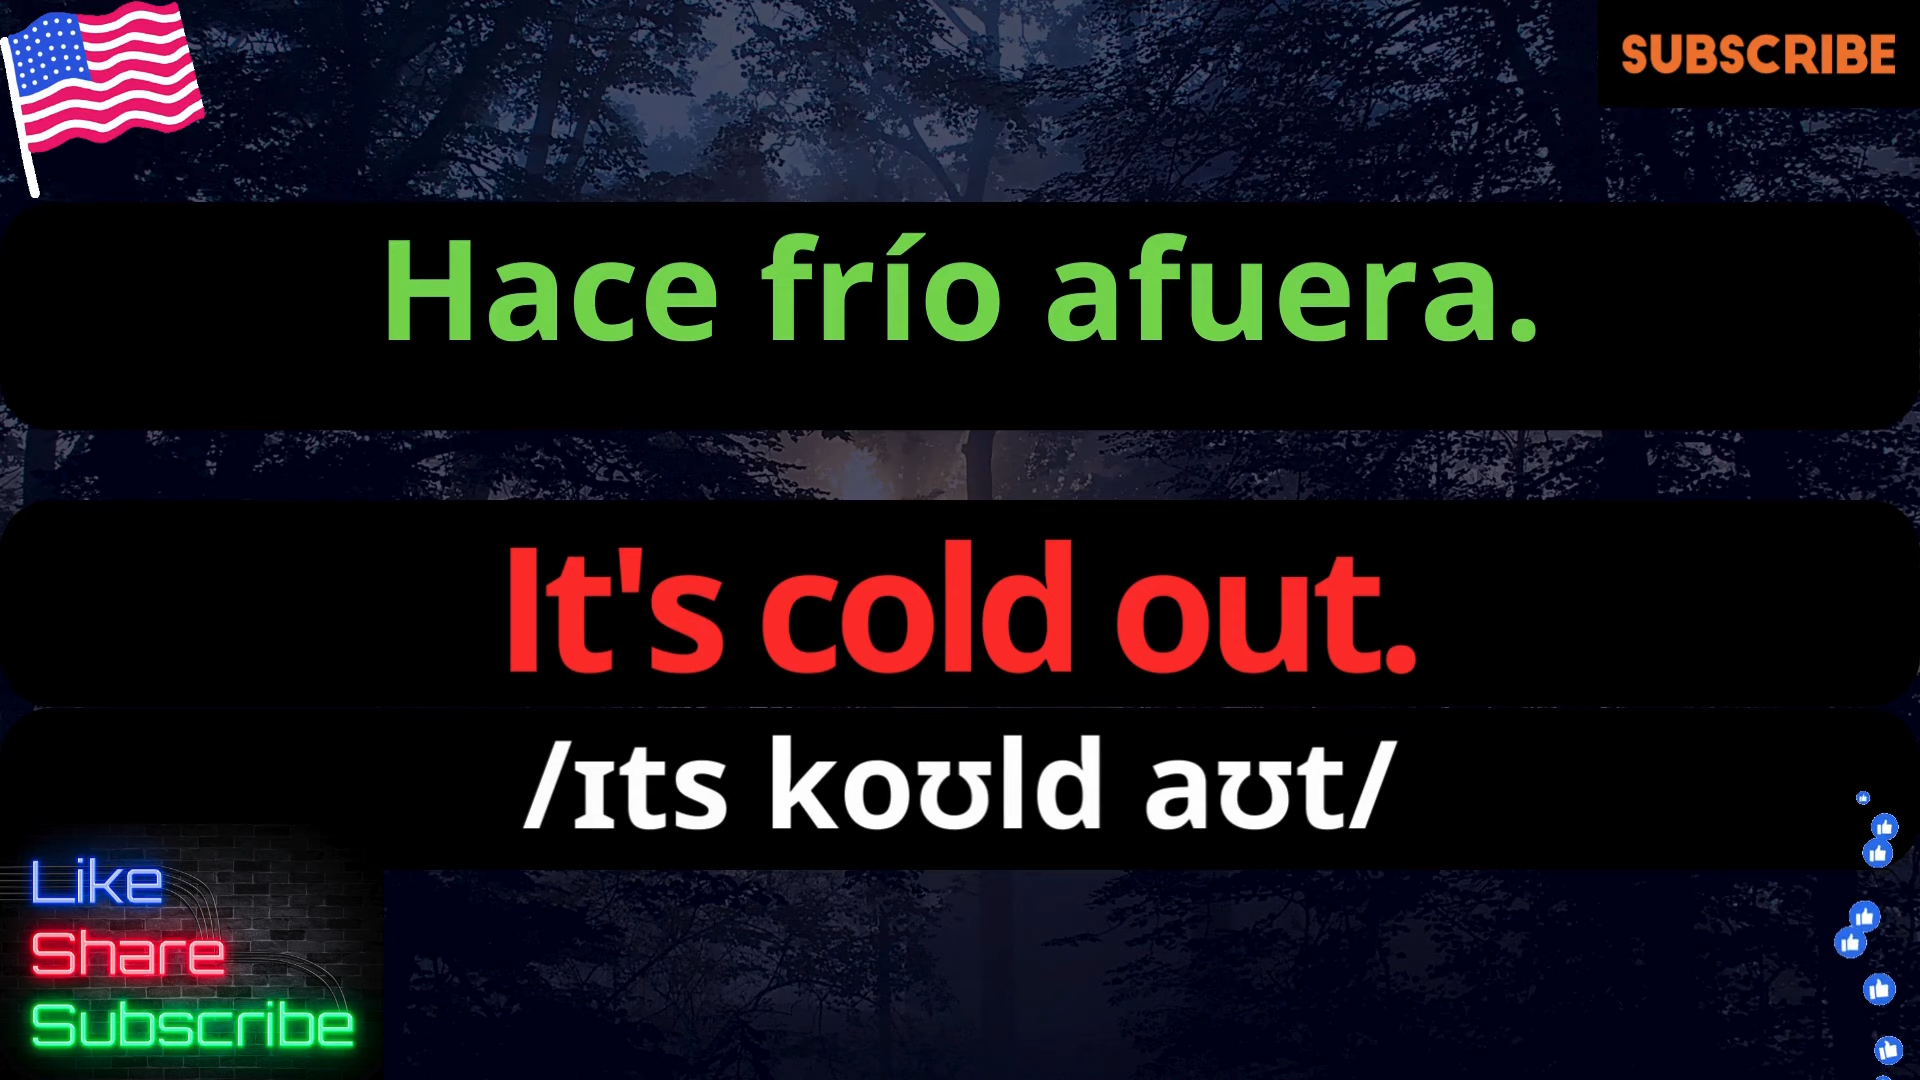 SUBSCRIBE
Hace frío afuera.
It's cold out.
/ɪts koʊld aʊt/
Like
Share
Subscribe